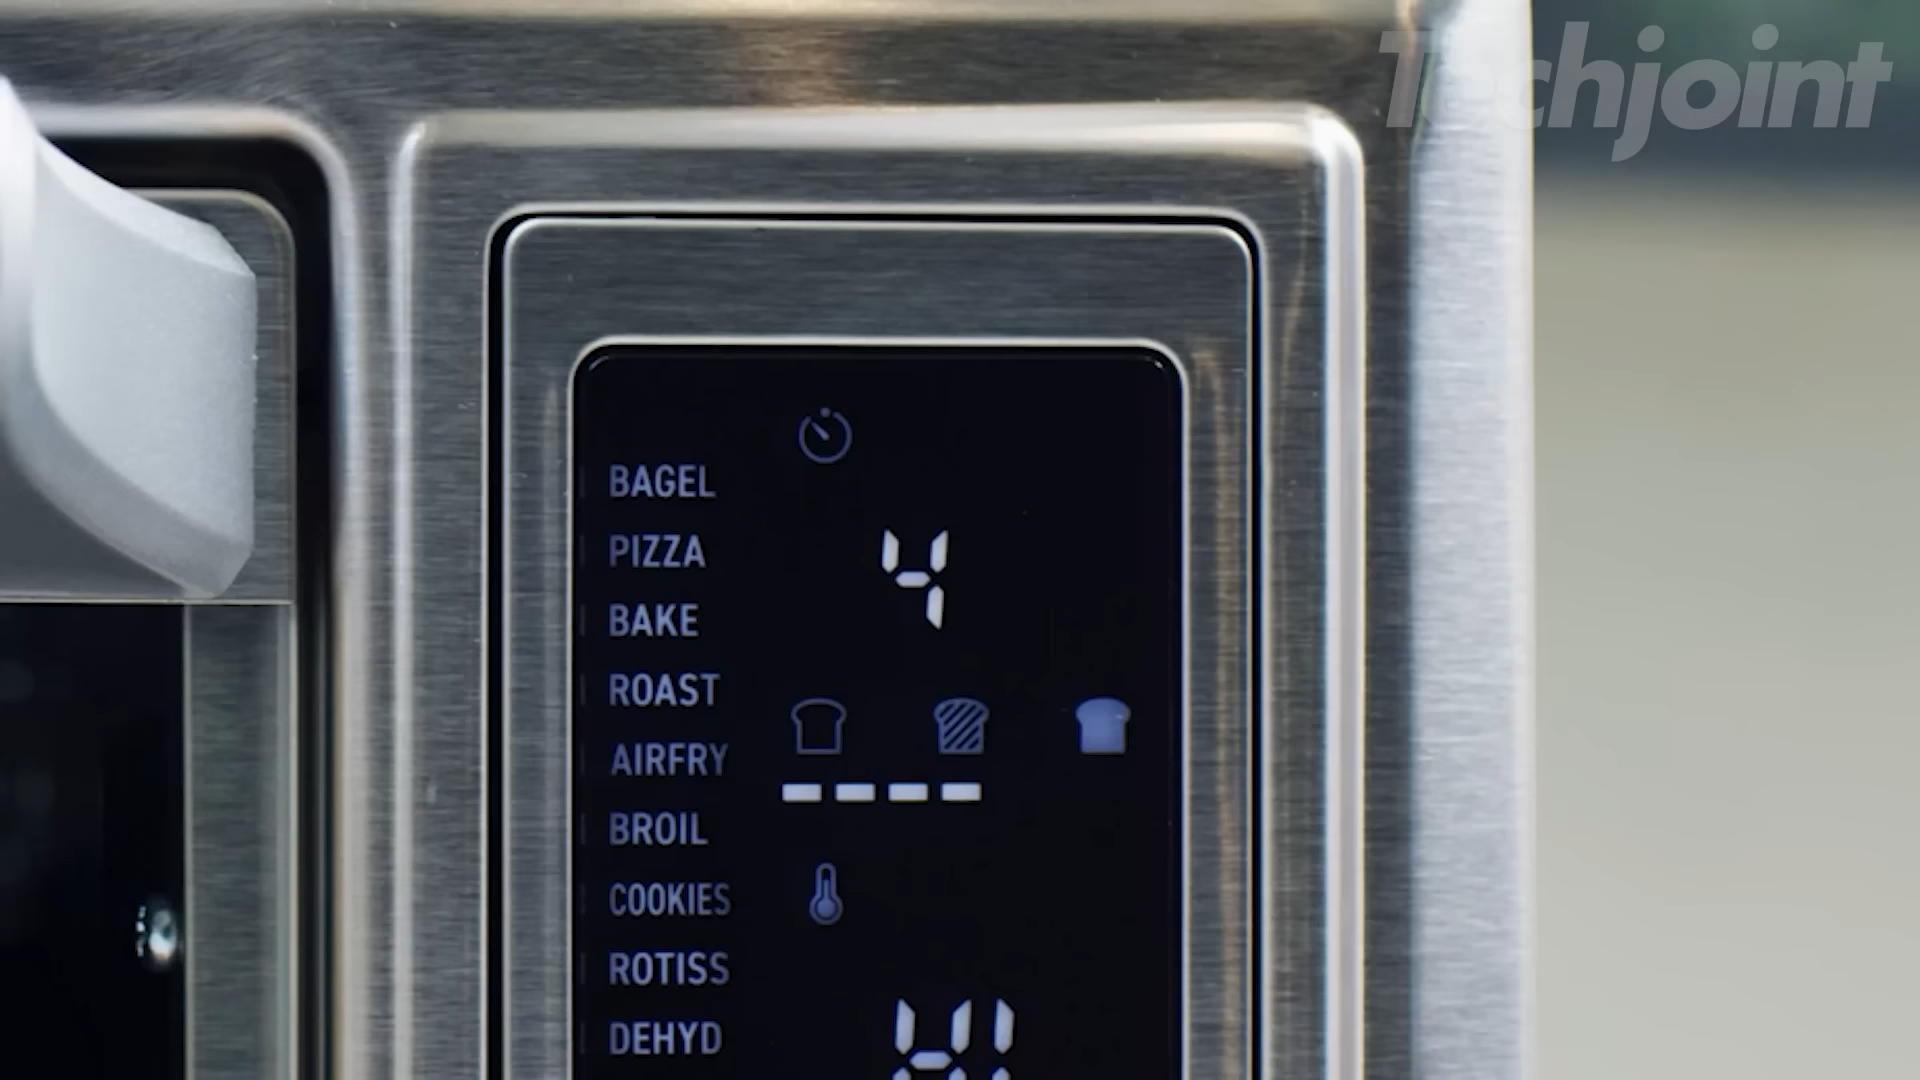 Techjoint
BAGEL
PIZZA
4
BAKE
ROAST
AIRFRY
BROIL
COOKIES
ROTISS
DEHYD